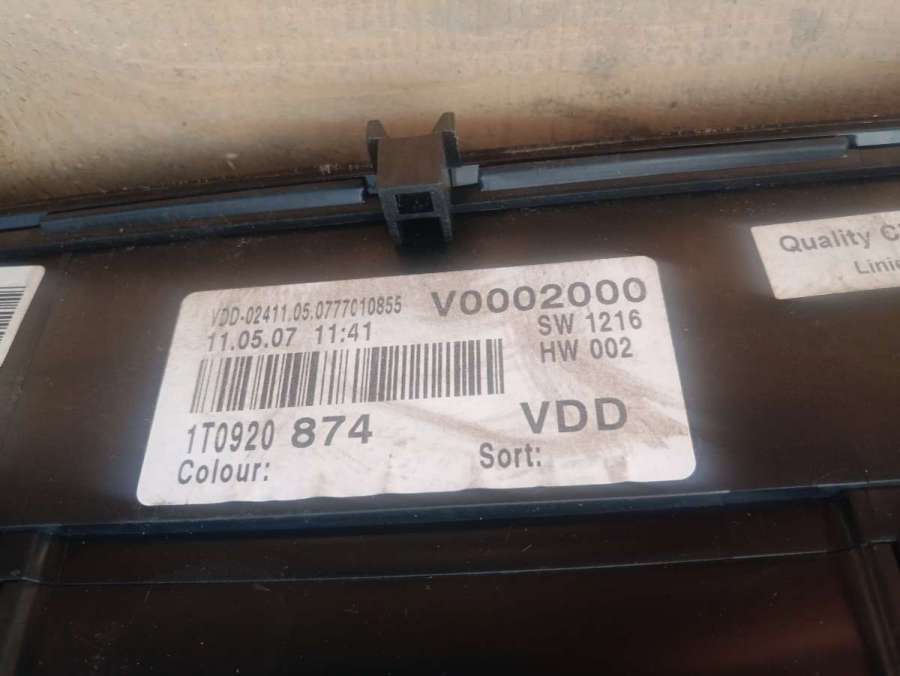 VDD-02411.05.0777010855
V0002000
11.05.07 11:41
SW 1216
HW 002
1T0920 874
VDD
Colour:
Sort:
Quality C
Linie